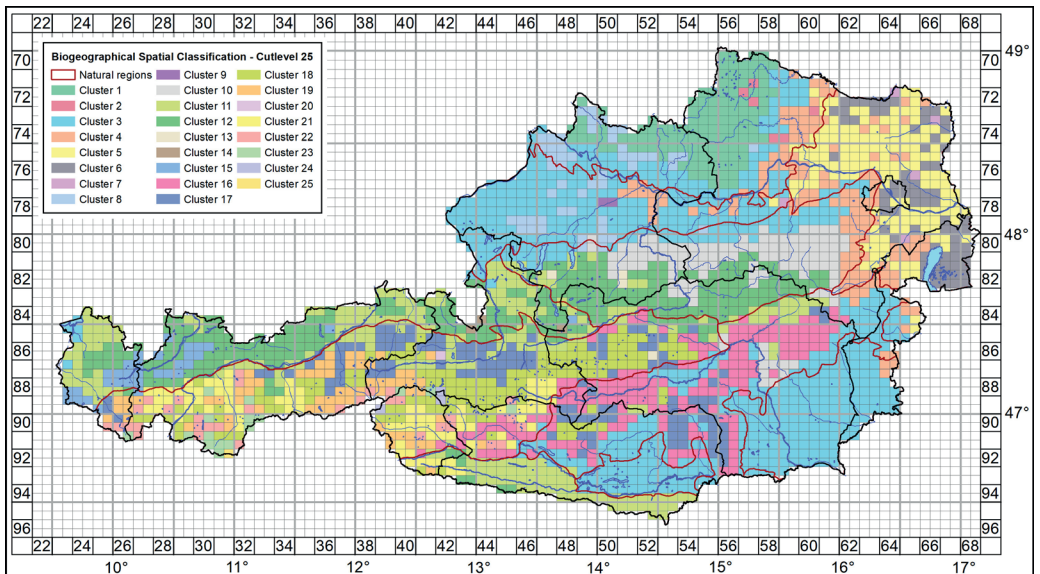 22 24 26 28 30 32 34 36 38 40 42 44 46 48 50 52 54 56 58 60 62 64 66 68
Biogeographical Spatial Classification - Cutlevel 25
Natural regions
Cluster 1
Cluster 2
Cluster 3
Cluster 4
Cluster 5
Cluster 6
Cluster 7
Cluster 8
Cluster 9
Cluster 10
Cluster 11
Cluster 12
Cluster 13
Cluster 14
Cluster 15
Cluster 16
Cluster 17
Cluster 18
Cluster 19
Cluster 20
Cluster 21
Cluster 22
Cluster 23
Cluster 24
Cluster 25
70
72
74
76
78
80
82
84
86
88
90
92
94
96
70
72
74
76
78
80
82
84
86
88
90
92
94
96
49°
48°
47°
22 24 26 28 30 32 34 36 38 40 42 44 46 48 50 52 54 56 58 60 62 64 66 68
10° 11° 12° 13° 14° 15° 16° 17°